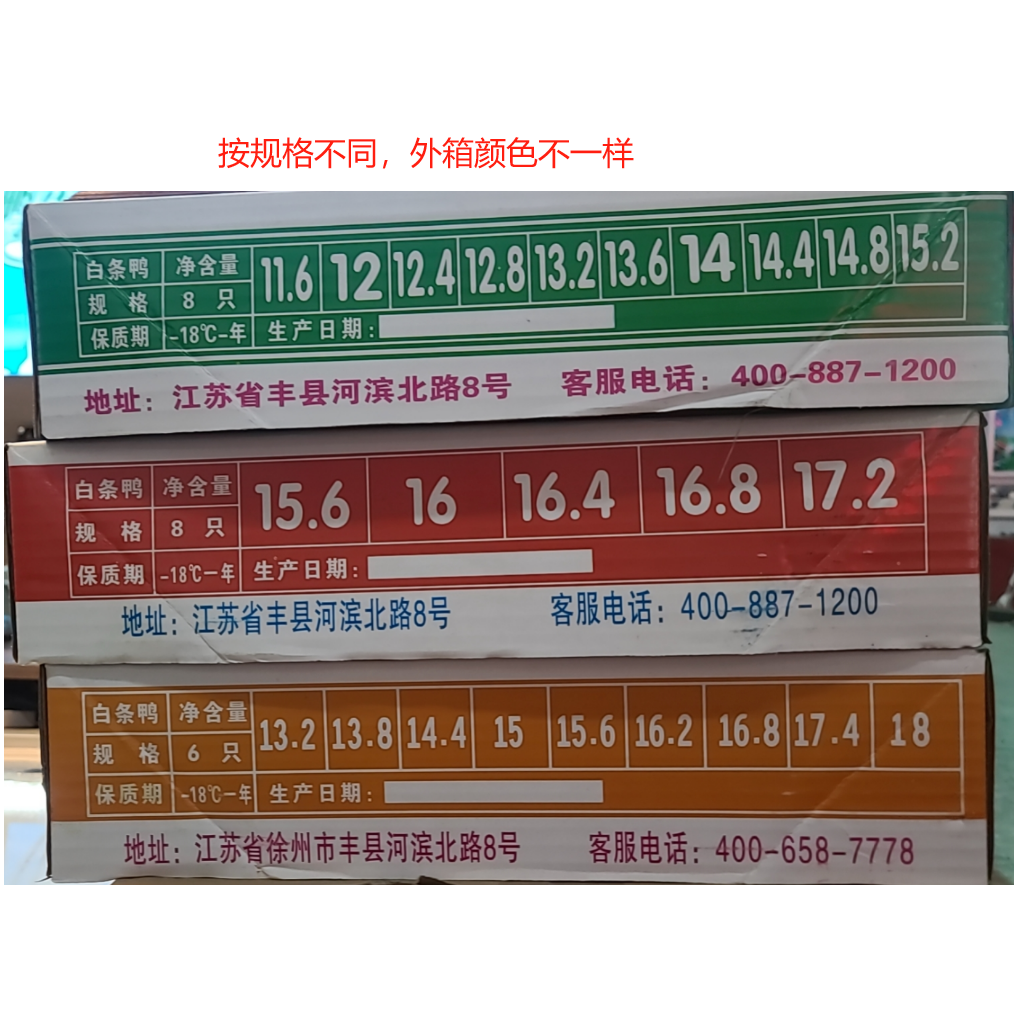 按规格不同，外箱颜色不一样
白条鸭 净含量 11.6 12 12.4 12.8 13.2 13.6 14 14.4 14.8 15.2
规 格 8 只
保质期 -18℃-年 生产日期：
地址：江苏省丰县河滨北路8号 客服电话：400-887-1200
白条鸭 净含量 15.6 16 16.4 16.8 17.2
规 格 8 只
保质期 -18℃-年 生产日期：
地址：江苏省丰县河滨北路8号 客服电话：400-887-1200
白条鸭 净含量 13.2 13.8 14.4 15 15.6 16.2 16.8 17.4 18
规 格 6 只
保质期 -18℃-年 生产日期：
地址：江苏省徐州市丰县河滨北路8号 客服电话：400-658-7778